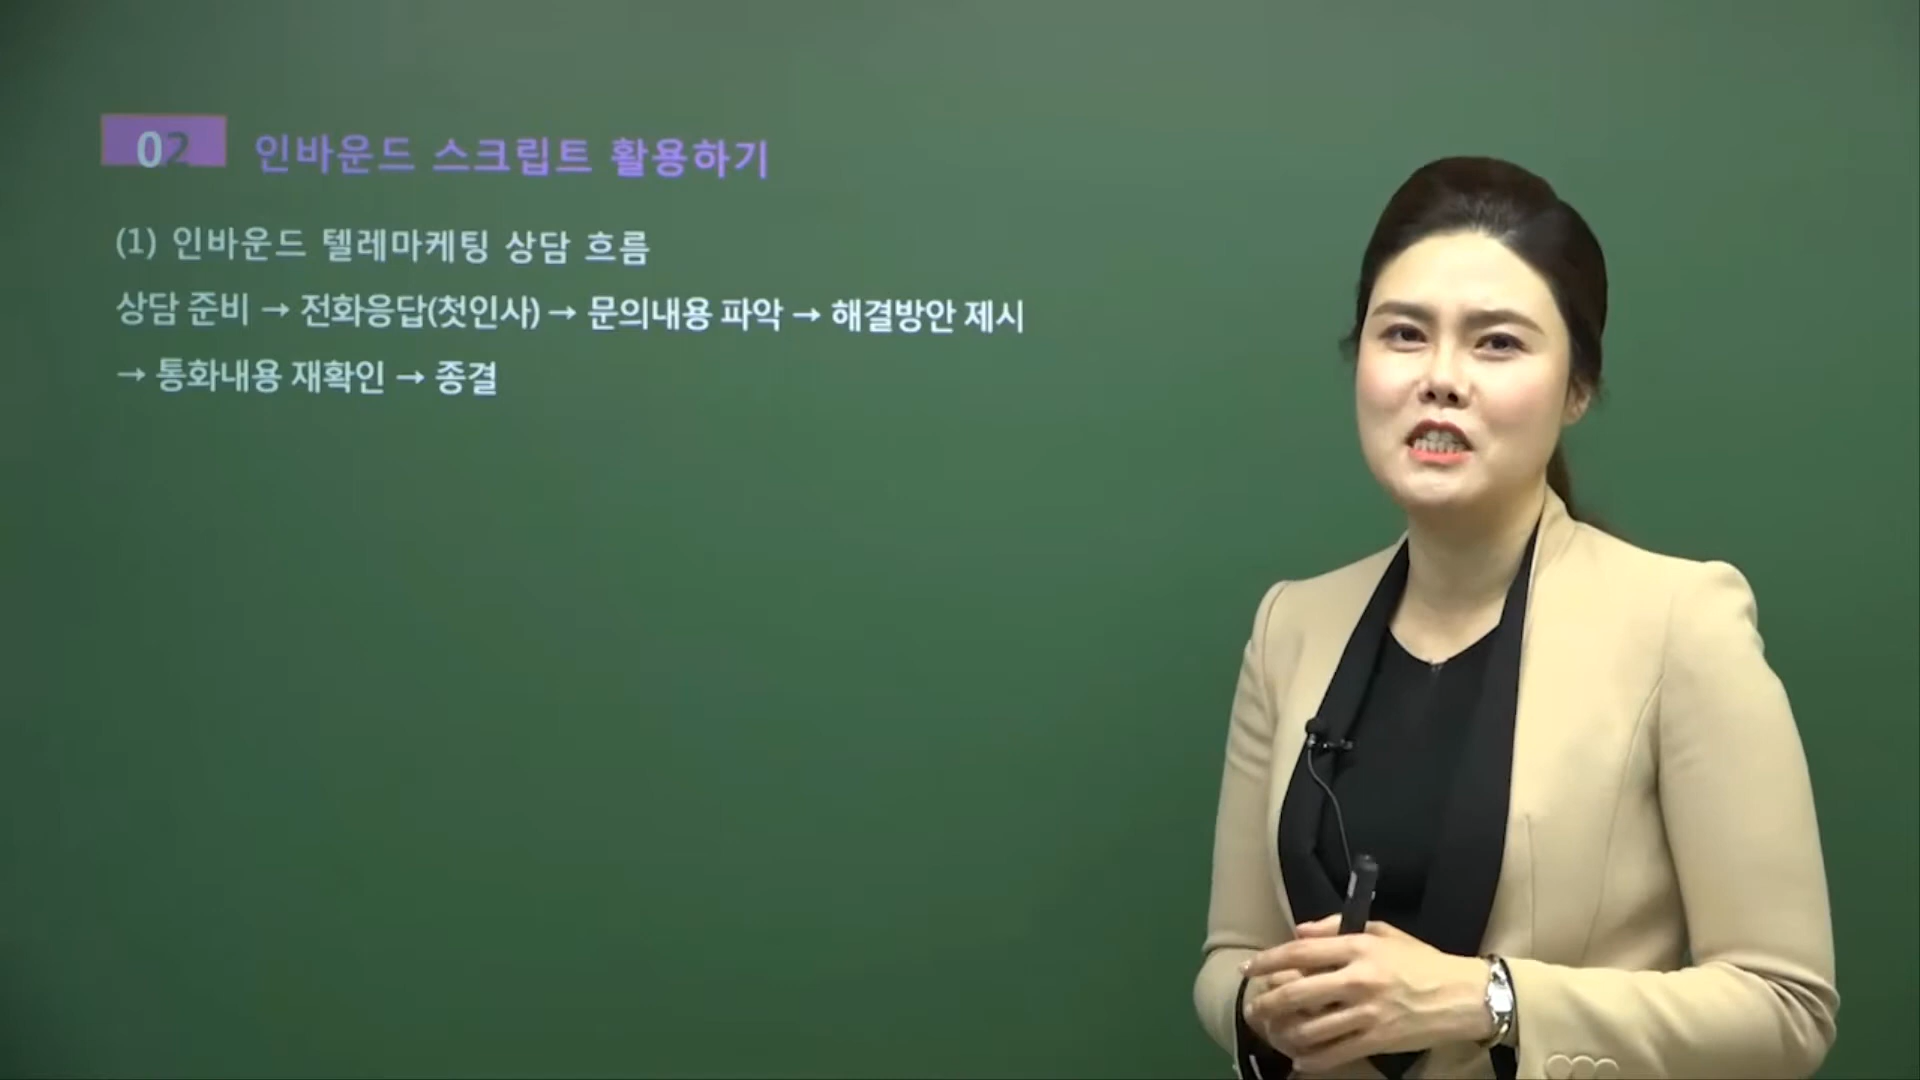 02 인바운드 스크립트 활용하기
(1) 인바운드 텔레마케팅 상담 흐름
상담 준비 → 전화응답(첫인사) → 문의내용 파악 → 해결방안 제시
→ 통화내용 재확인 → 종결